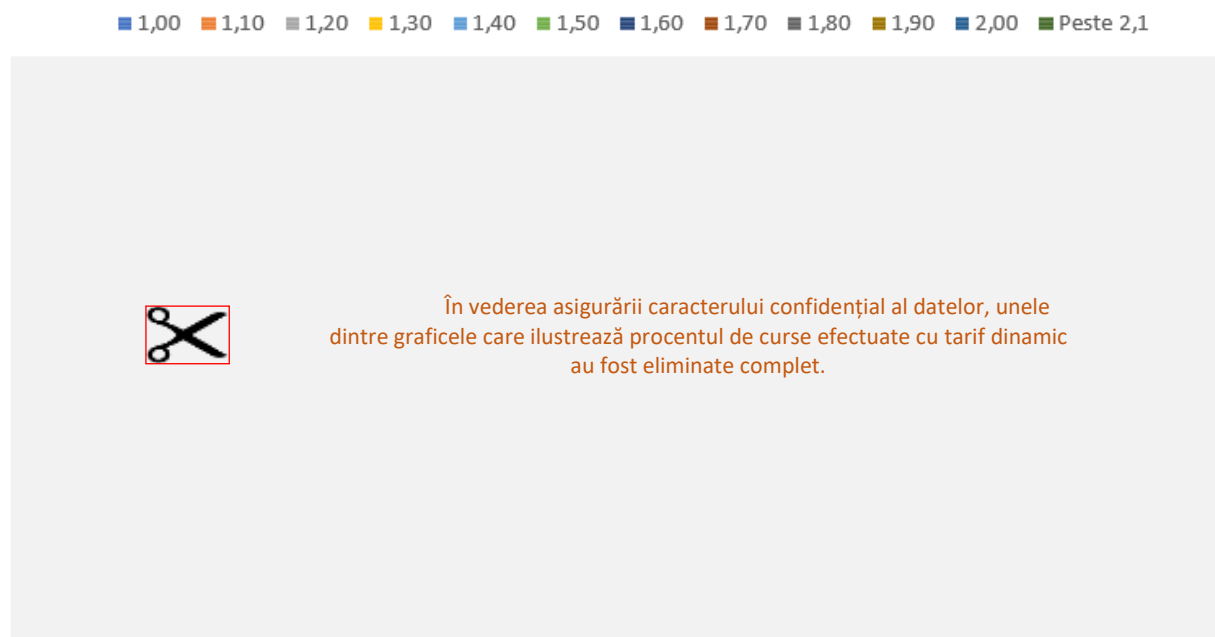 1,00 1,10 1,20 1,30 1,40 1,50 1,60 1,70 1,80 1,90 2,00 Peste 2,1
În vederea asigurării caracterului confidențial al datelor, unele
dintre graficele care ilustrează procentul de curse efectuate cu tarif dinamic
au fost eliminate complet.